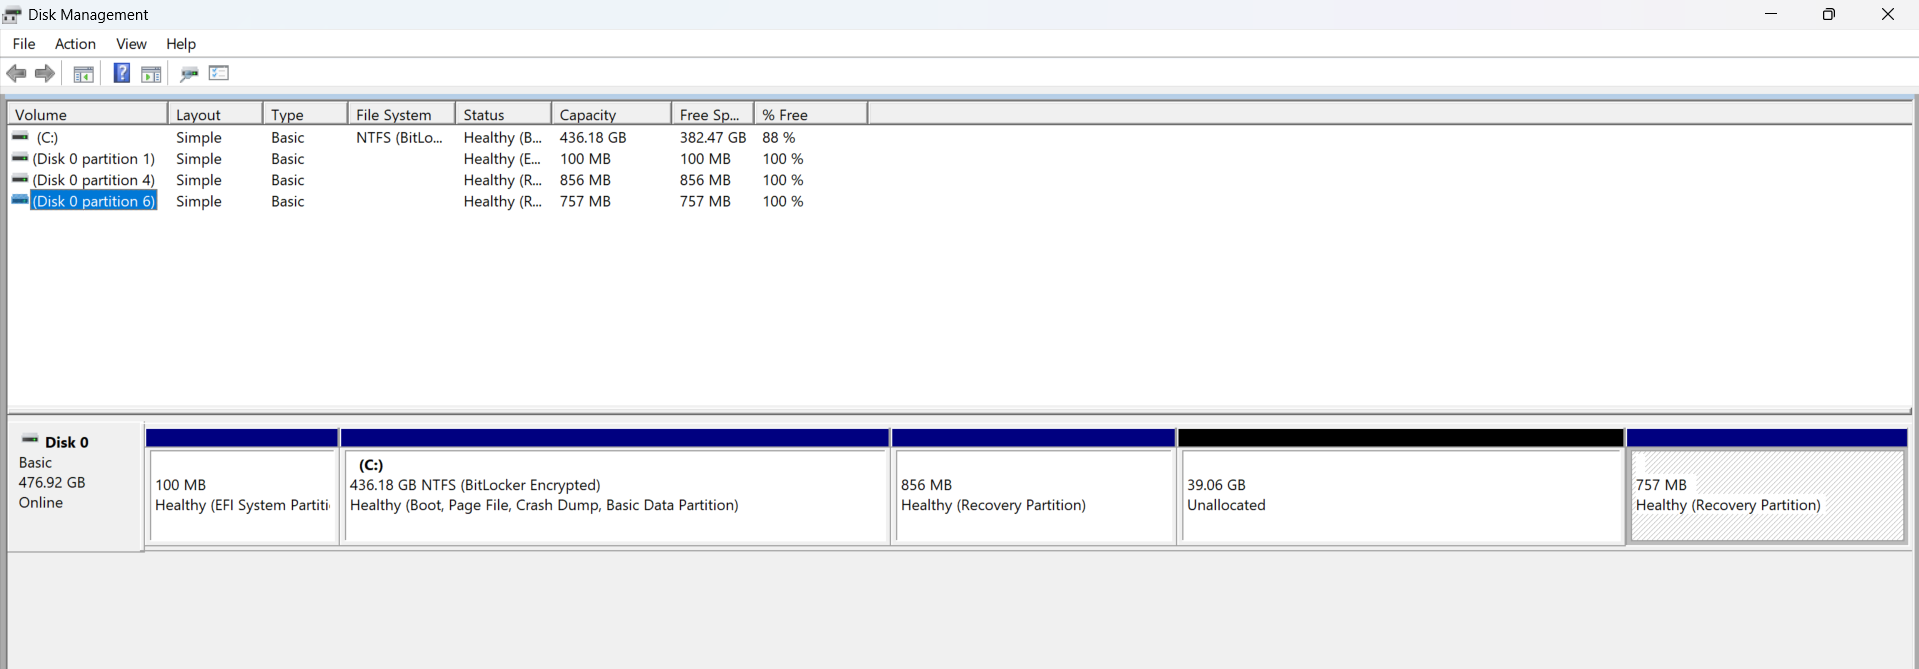 Disk Management
File Action View Help
Volume Layout Type File System Status Capacity Free Sp... % Free
(C:) Simple Basic NTFS (BitLo... Healthy (B... 436.18 GB 382.47 GB 88 %
(Disk 0 partition 1) Simple Basic Healthy (E... 100 MB 100 MB 100 %
(Disk 0 partition 4) Simple Basic Healthy (R... 856 MB 856 MB 100 %
(Disk 0 partition 6) Simple Basic Healthy (R... 757 MB 757 MB 100 %
Disk 0
Basic
476.92 GB
Online
100 MB
Healthy (EFI System Partiti
(C:)
436.18 GB NTFS (BitLocker Encrypted)
Healthy (Boot, Page File, Crash Dump, Basic Data Partition)
856 MB
Healthy (Recovery Partition)
39.06 GB
Unallocated
757 MB
Healthy (Recovery Partition)